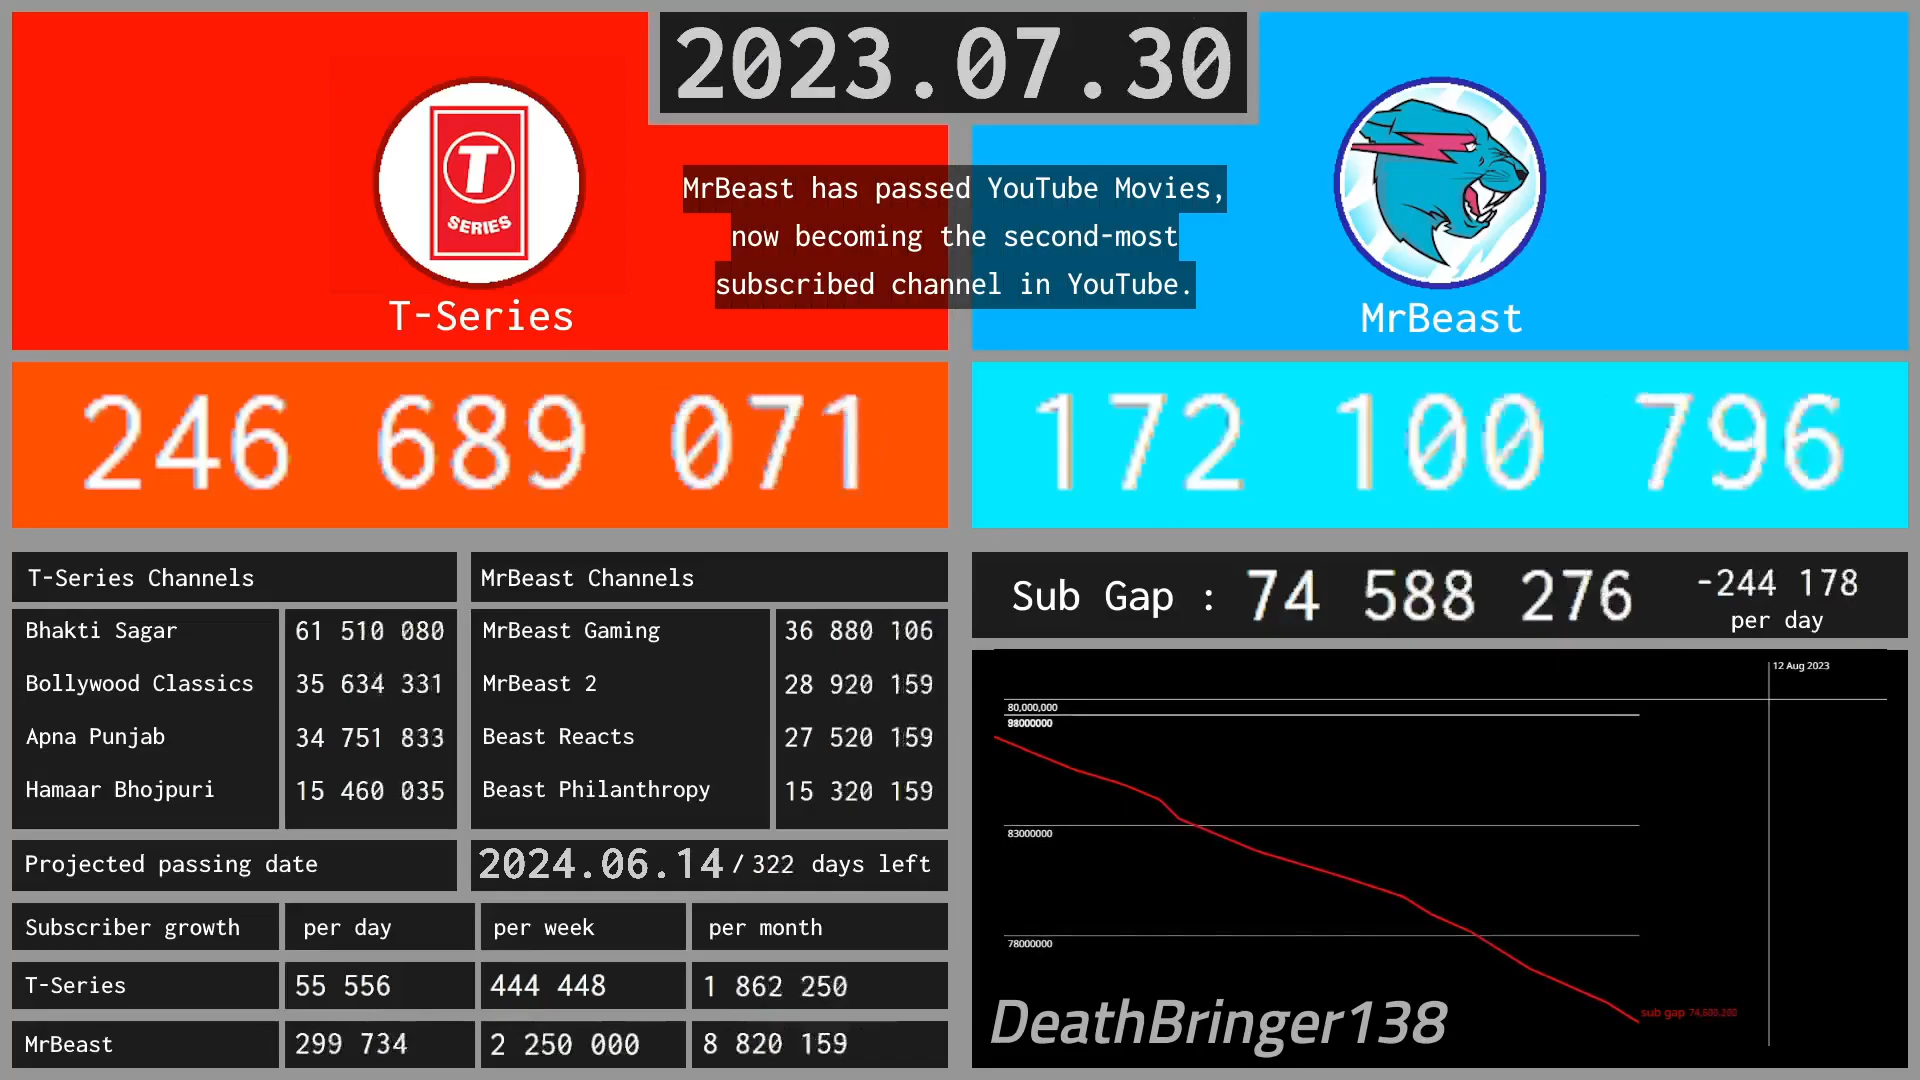 2023.07.30
T
SERIES
T-Series
MrBeast has passed YouTube Movies,
now becoming the second-most
subscribed channel in YouTube.
MrBeast
246 689 071
172 100 796
T-Series Channels
Bhakti Sagar 61 510 080
Bollywood Classics 35 634 331
Apna Punjab 34 751 833
Hamaar Bhojpuri 15 460 035
MrBeast Channels
MrBeast Gaming 36 880 106
MrBeast 2 28 920 159
Beast Reacts 27 520 159
Beast Philanthropy 15 320 159
Projected passing date 2024.06.14 / 322 days left
Subscriber growth per day per week per month
T-Series 55 556 444 448 1 862 250
MrBeast 299 734 2 250 000 8 820 159
Sub Gap : 74 588 276 -244 178
per day
12 Aug 2023
80,000,000
83000000
78000000
sub gap
DeathBringer138